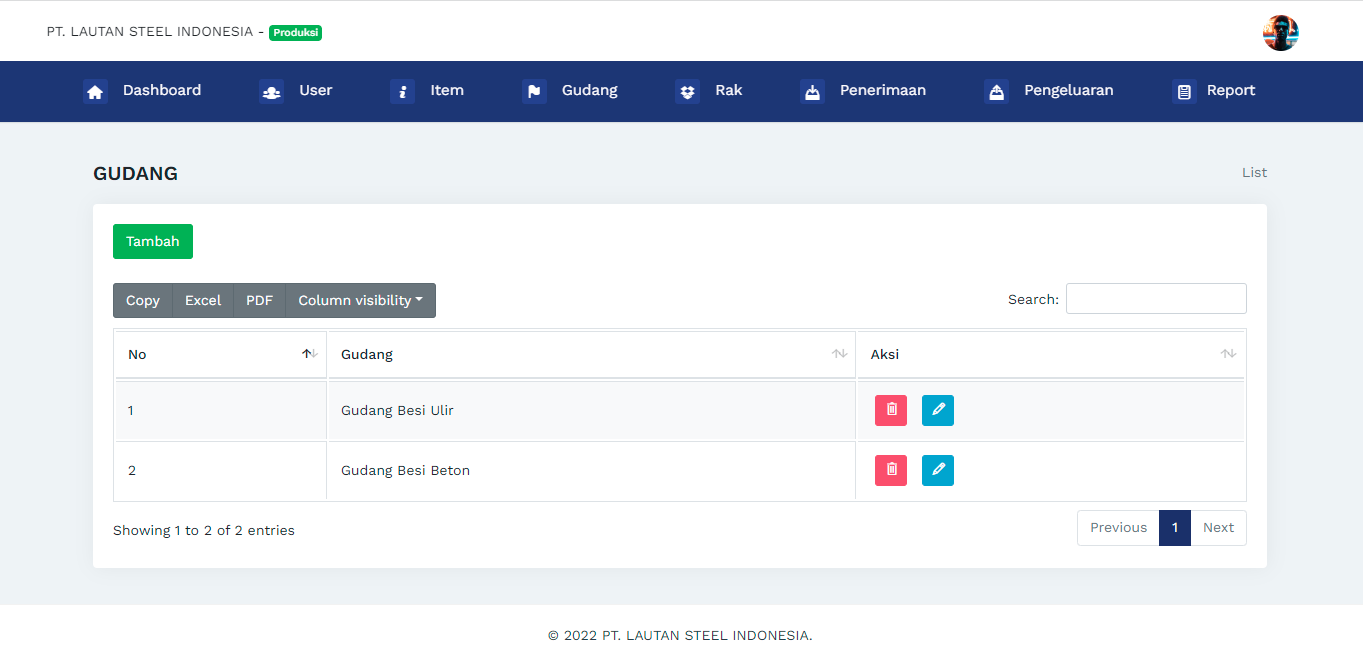 PT. LAUTAN STEEL INDONESIA - Produksi
Dashboard User Item Gudang Rak Penerimaan Pengeluaran Report
GUDANG List
Tambah
Copy Excel PDF Column visibility Search:
No Gudang Aksi
1 Gudang Besi Ulir
2 Gudang Besi Beton
Showing 1 to 2 of 2 entries Previous 1 Next
© 2022 PT. LAUTAN STEEL INDONESIA.